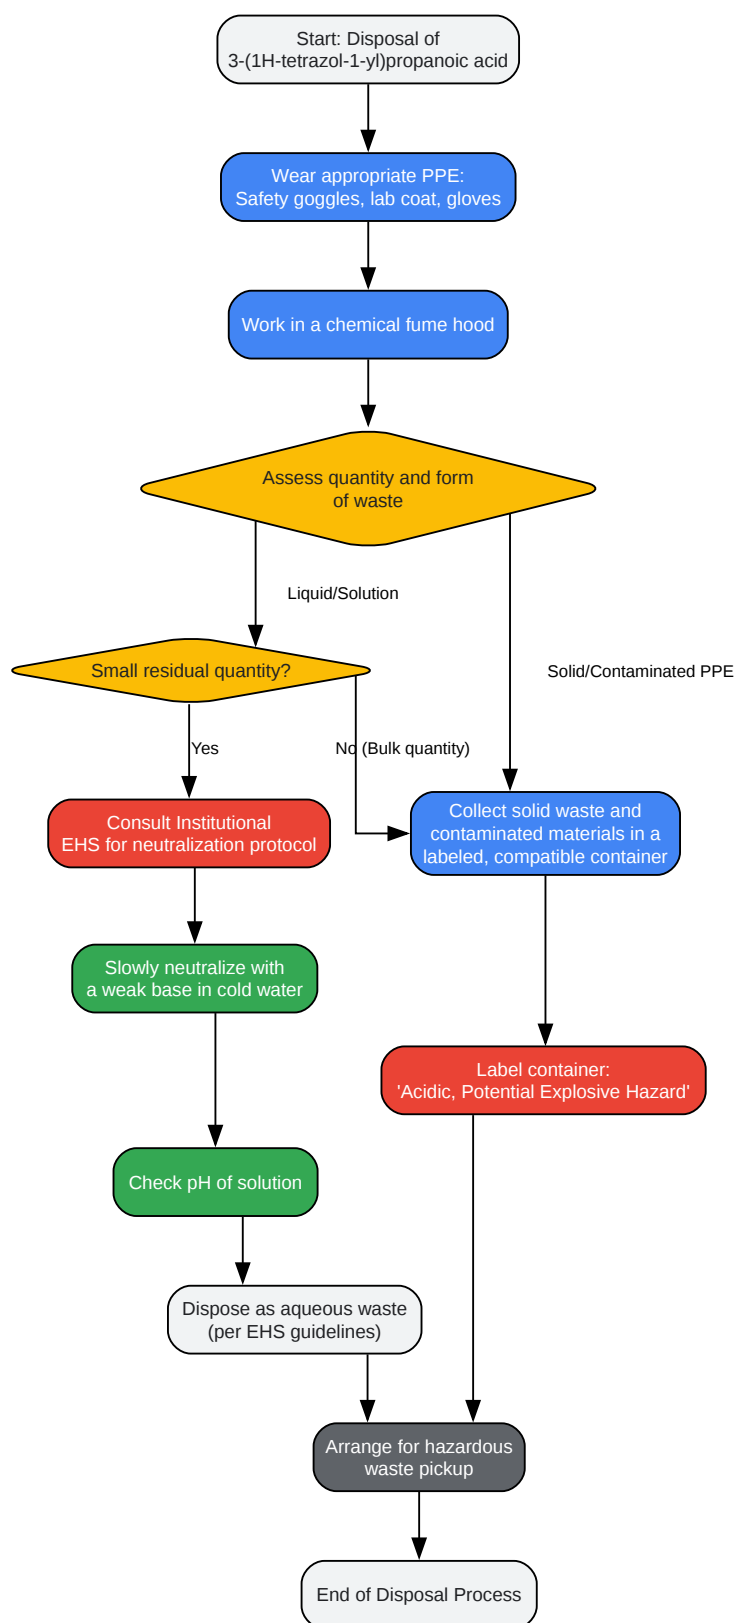 Start: Disposal of
3-(1H-tetrazol-1-yl)propanoic acid
Wear appropriate PPE:
Safety goggles, lab coat, gloves
Work in a chemical fume hood
Assess quantity and form
of waste
Liquid/Solution
Solid/Contaminated PPE
Small residual quantity?
Yes
No (Bulk quantity)
Consult Institutional
EHS for neutralization protocol
Collect solid waste and
contaminated materials in a
labeled, compatible container
Slowly neutralize with
a weak base in cold water
Label container:
'Acidic, Potential Explosive Hazard'
Check pH of solution
Dispose as aqueous waste
(per EHS guidelines)
Arrange for hazardous
waste pickup
End of Disposal Process